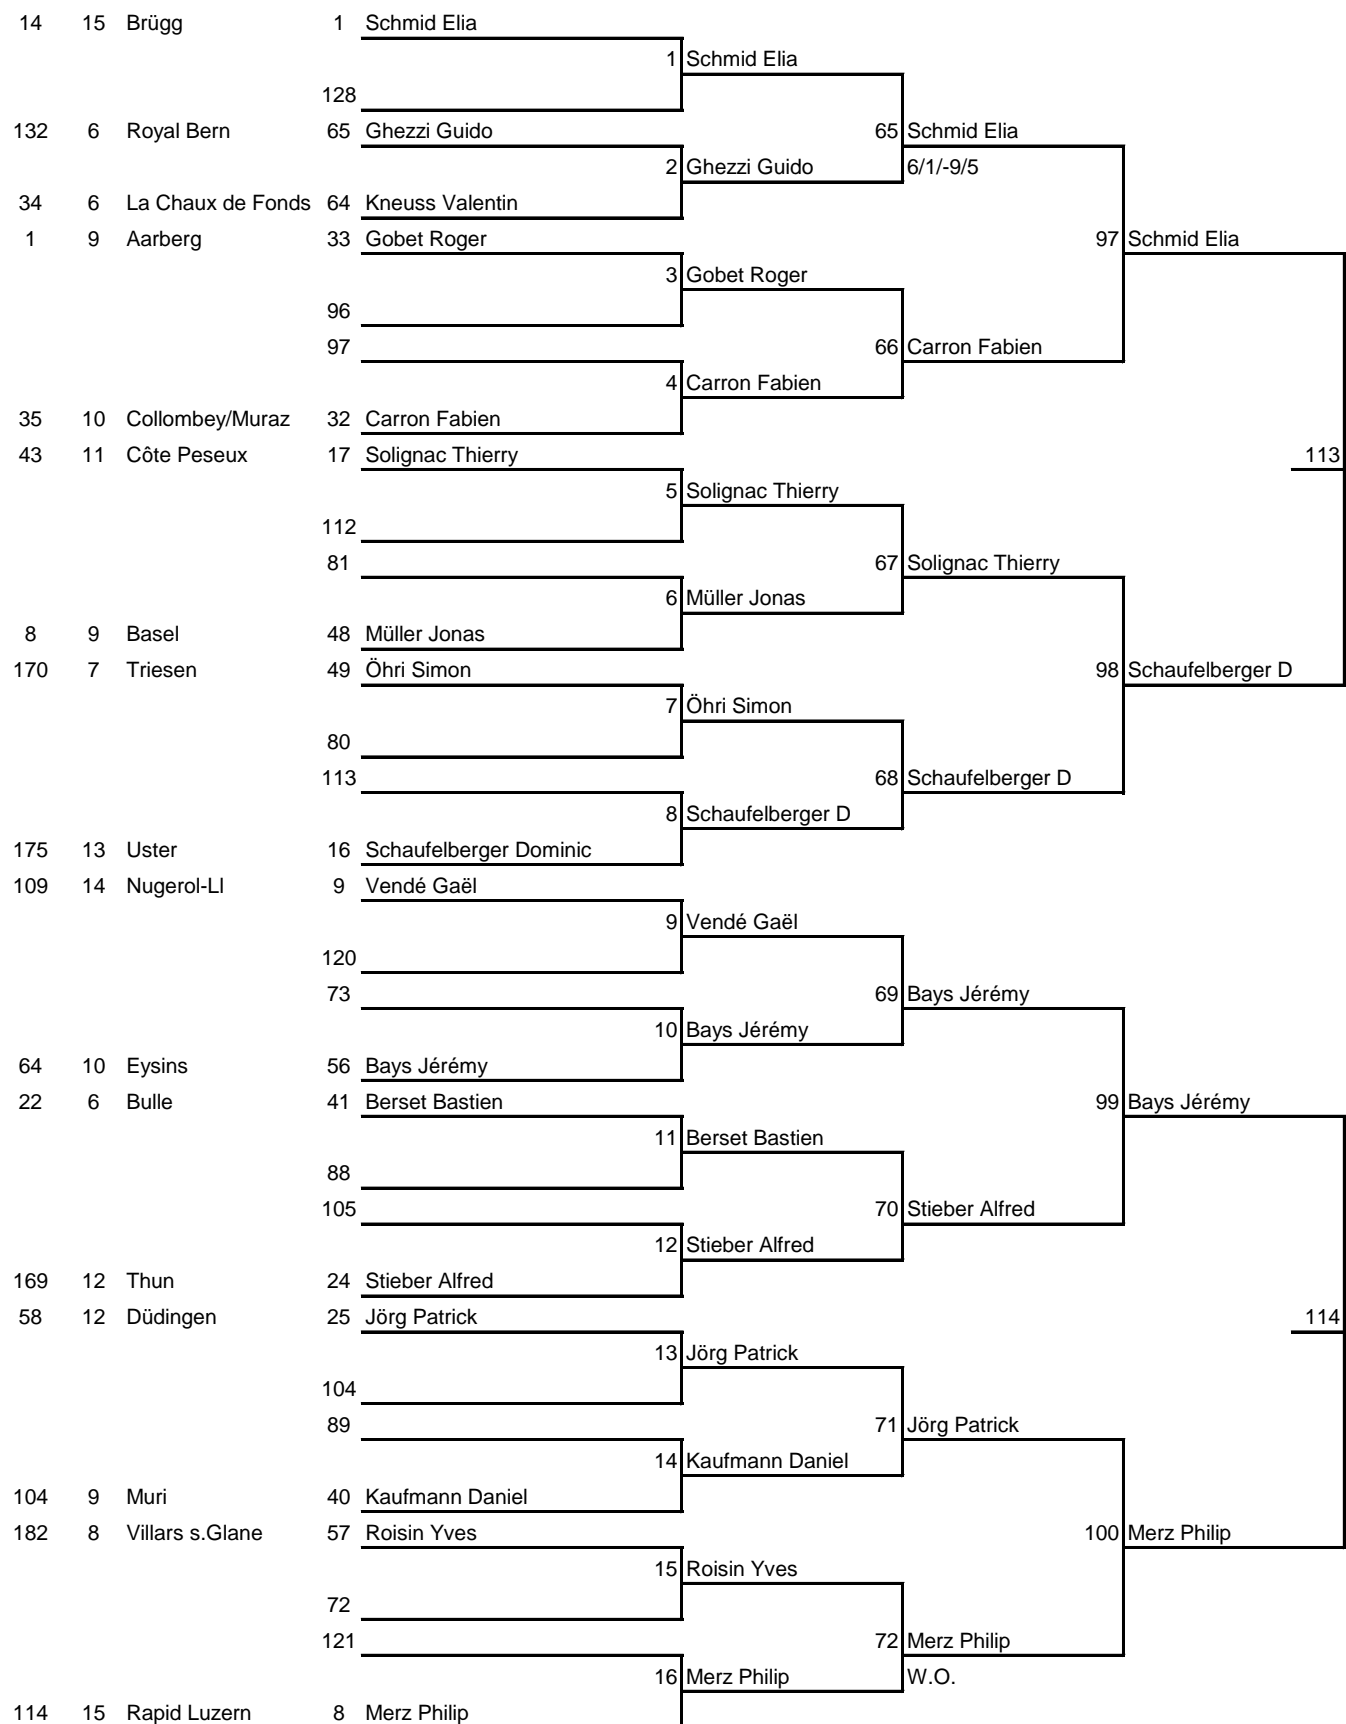 14 15 Brügg 1 Schmid Elia
1 Schmid Elia
128
132 6 Royal Bern 65 Ghezzi Guido 65 Schmid Elia
2 Ghezzi Guido 6/1/-9/5
34 6 La Chaux de Fonds 64 Kneuss Valentin
1 9 Aarberg 33 Gobet Roger 97 Schmid Elia
3 Gobet Roger
96
97 66 Carron Fabien
4 Carron Fabien
35 10 Collombey/Muraz 32 Carron Fabien
43 11 Côte Peseux 17 Solignac Thierry 113
5 Solignac Thierry
112
81 67 Solignac Thierry
6 Müller Jonas
8 9 Basel 48 Müller Jonas
170 7 Triesen 49 Öhri Simon 98 Schaufelberger D
7 Öhri Simon
80
113 68 Schaufelberger D
8 Schaufelberger D
175 13 Uster 16 Schaufelberger Dominic
109 14 Nugerol-Ll 9 Vendé Gaël
9 Vendé Gaël
120
73 69 Bays Jérémy
10 Bays Jérémy
64 10 Eysins 56 Bays Jérémy
22 6 Bulle 41 Berset Bastien 99 Bays Jérémy
11 Berset Bastien
88
105 70 Stieber Alfred
12 Stieber Alfred
169 12 Thun 24 Stieber Alfred
58 12 Düdingen 25 Jörg Patrick 114
13 Jörg Patrick
104
89 71 Jörg Patrick
14 Kaufmann Daniel
104 9 Muri 40 Kaufmann Daniel
182 8 Villars s.Glane 57 Roisin Yves 100 Merz Philip
15 Roisin Yves
72
121 72 Merz Philip
16 Merz Philip W.O.
114 15 Rapid Luzern 8 Merz Philip